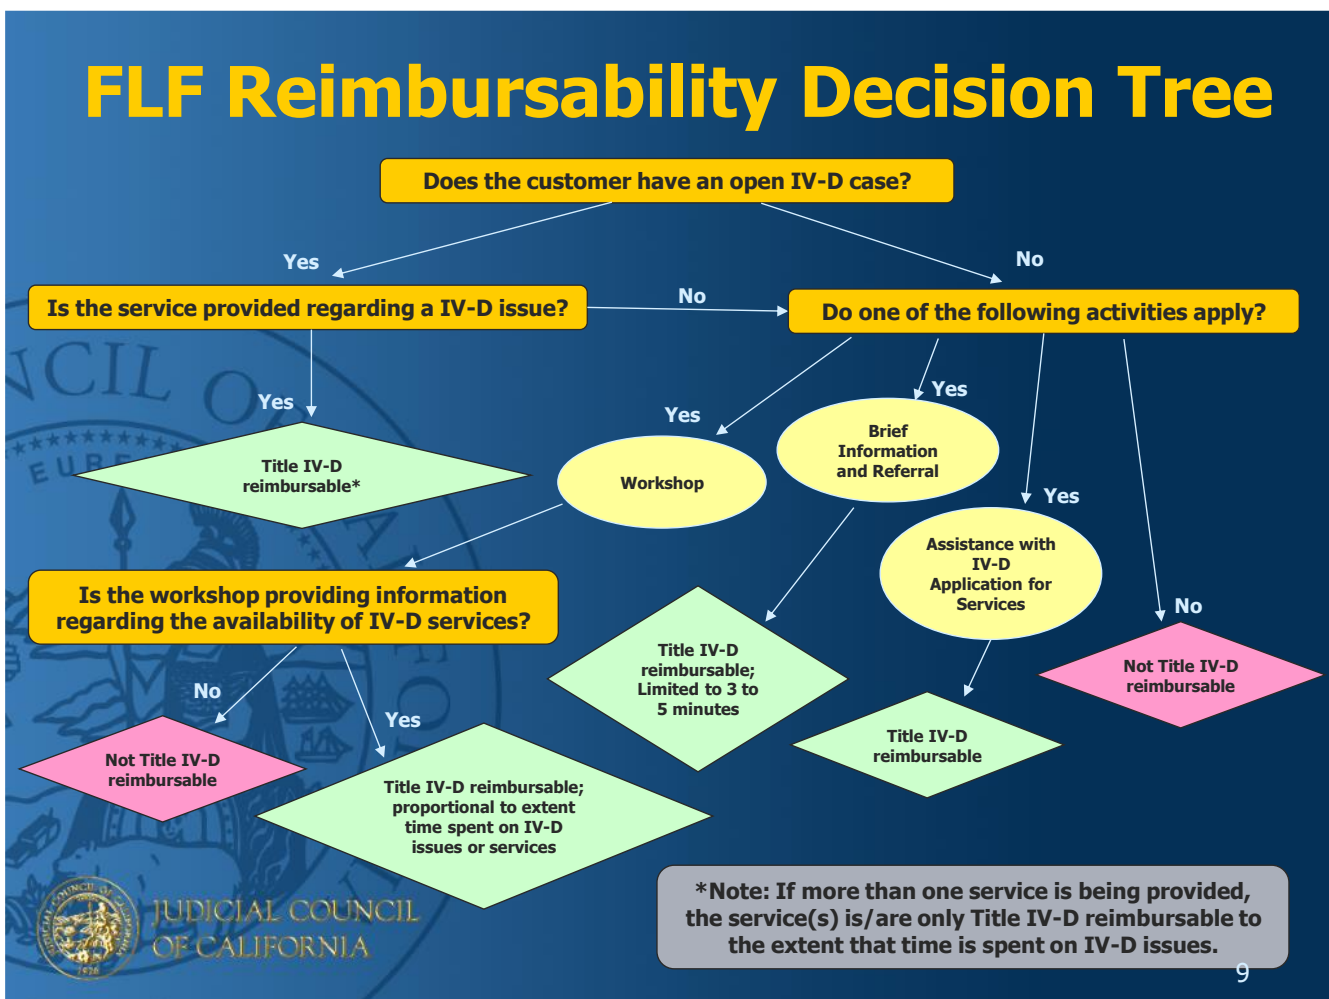 FLF Reimbursability Decision Tree
Does the customer have an open IV-D case?
Yes
No
Is the service provided regarding a IV-D issue?
No
Do one of the following activities apply?
Yes
Title IV-D
reimbursable*
Yes
Workshop
Yes
Brief
Information
and Referral
Yes
Assistance with
IV-D
Application for
Services
No
Not Title IV-D
reimbursable
Is the workshop providing information
regarding the availability of IV-D services?
Title IV-D
reimbursable;
Limited to 3 to
5 minutes
Title IV-D
reimbursable
No
Not Title IV-D
reimbursable
Yes
Title IV-D reimbursable;
proportional to extent
time spent on IV-D
issues or services
*Note: If more than one service is being provided,
the service(s) is/are only Title IV-D reimbursable to
the extent that time is spent on IV-D issues.
JUDICIAL COUNCIL
OF CALIFORNIA
1926
9